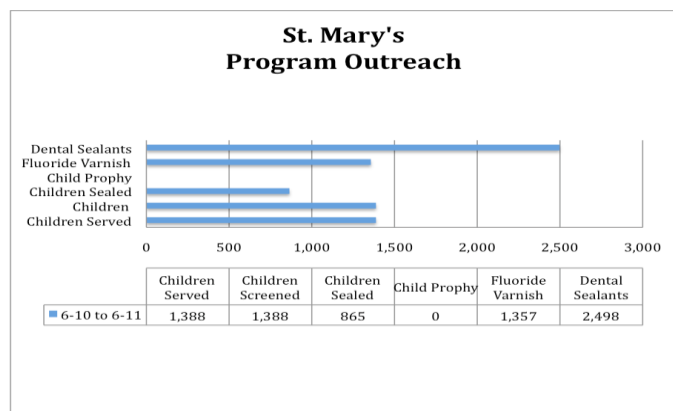 St. Mary's
Program Outreach
Dental Sealants
Fluoride Varnish
Child Prophy
Children Sealed
Children
Children Served
0 500 1,000 1,500 2,000 2,500 3,000
Children Served Children Screened Children Sealed Child Prophy Fluoride Varnish Dental Sealants
6-10 to 6-11 1,388 1,388 865 0 1,357 2,498